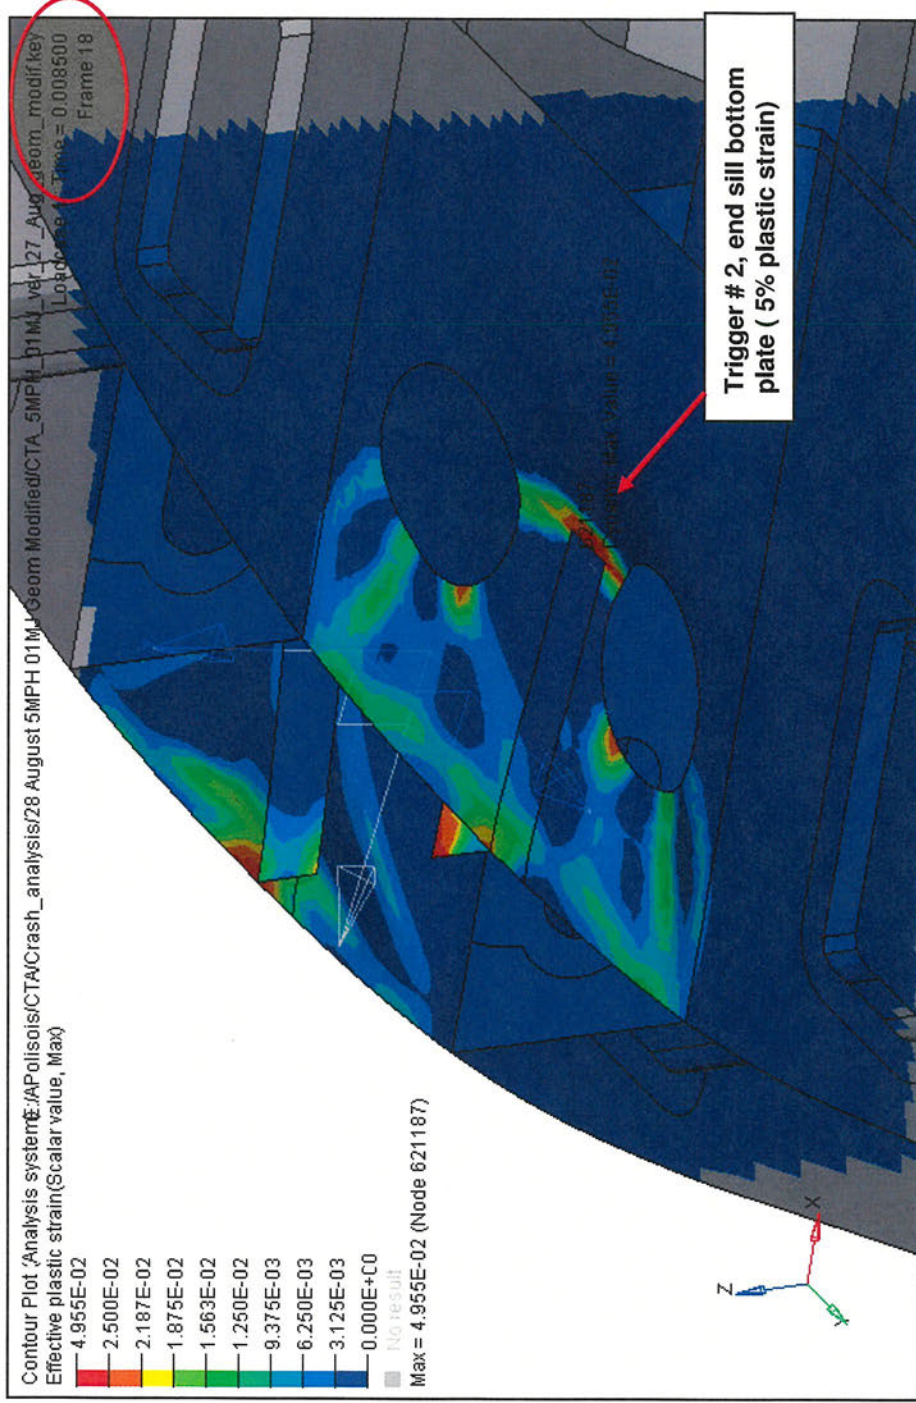 Contour Plot (Analysis system)
Effective plastic strain(Scalar value, Max)
4.955E-02
2.500E-02
2.187E-02
1.875E-02
1.563E-02
1.250E-02
9.375E-03
6.250E-03
3.125E-03
0.000E+00
No result
Max = 4.955E-02 (Node 621187)
E:/APolisois/CTA/Crash_analysis/28 August 5MPH 01MJ Geom Modified/CTA_5MPH_01MJ_ver_27_Aug_geom_modif.key
Time = 0.008500
Frame 18
Trigger # 2, end sill bottom
plate ( 5% plastic strain)
Z
X
Y